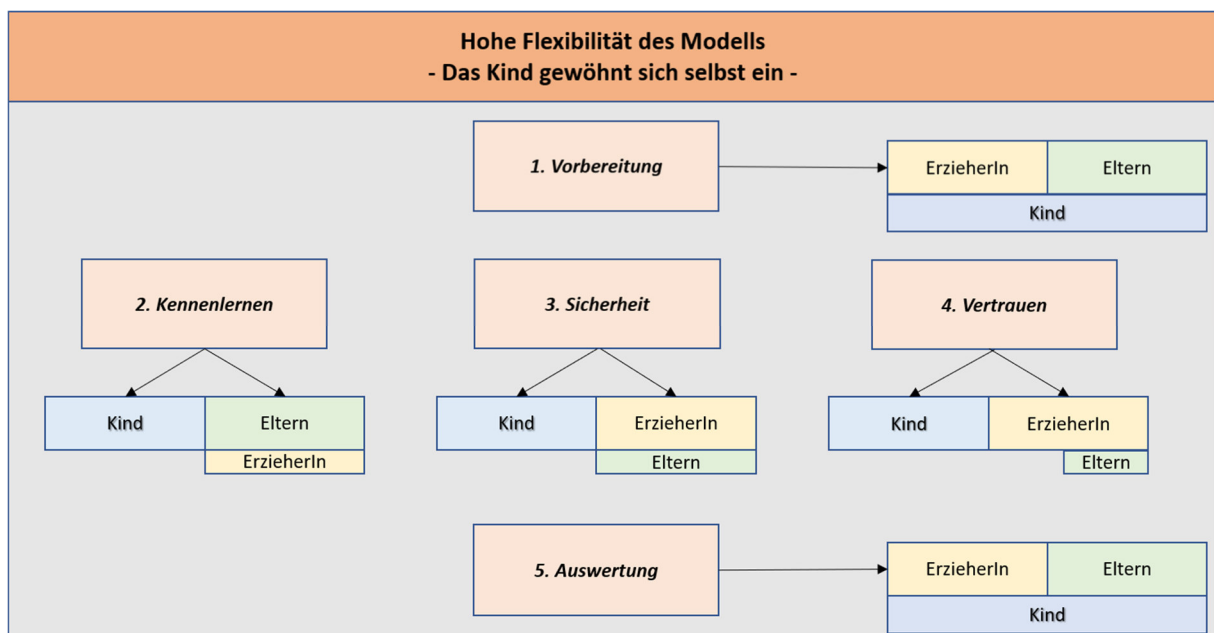 Hohe Flexibilität des Modells
- Das Kind gewöhnt sich selbst ein -
1. Vorbereitung
ErzieherIn
Eltern
Kind
2. Kennenlernen
3. Sicherheit
4. Vertrauen
Kind
Eltern
ErzieherIn
Kind
ErzieherIn
Eltern
Kind
ErzieherIn
Eltern
5. Auswertung
ErzieherIn
Eltern
Kind